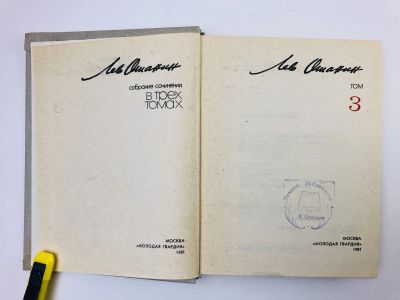 Лев Ошанин
собрание сочинений
в трех
томах
МОСКВА
«МОЛОДАЯ ГВАРДИЯ»
1981
Лев Ошанин
ТОМ
3
МОСКВА
«МОЛОДАЯ ГВАРДИЯ»
1981